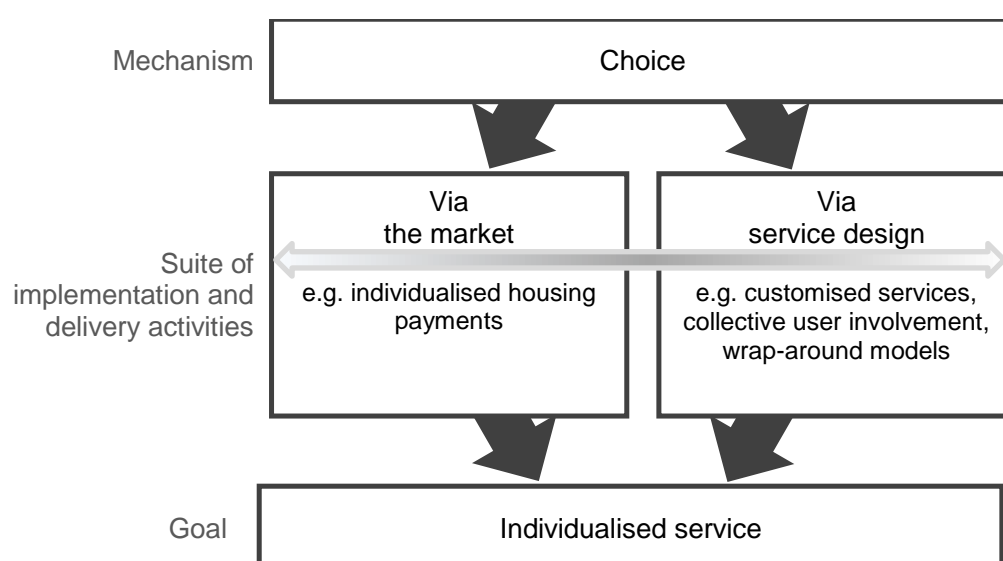 Mechanism
Choice
Suite of
implementation and
delivery activities
Via
the market
e.g. individualised housing
payments
Via
service design
e.g. customised services,
collective user involvement,
wrap-around models
Goal
Individualised service